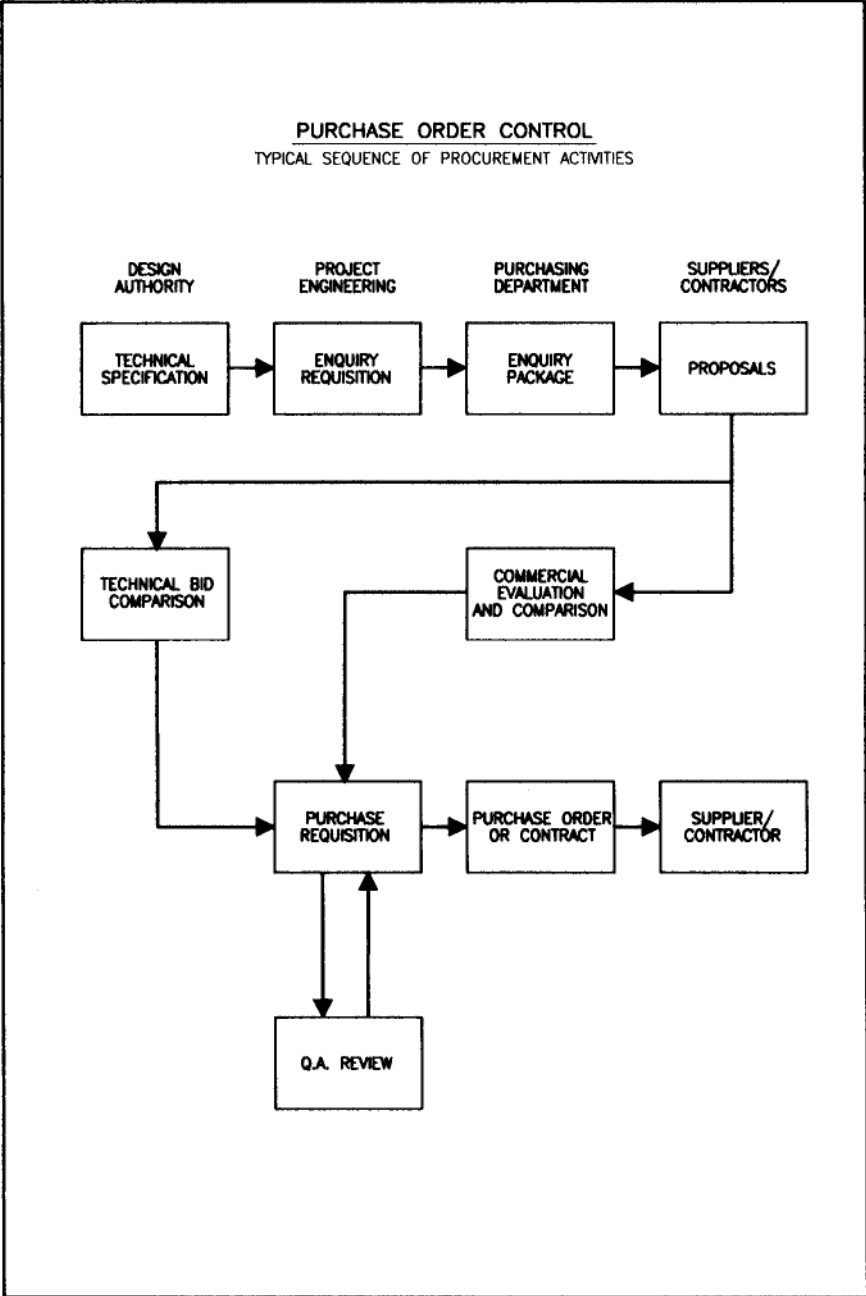 PURCHASE ORDER CONTROL
TYPICAL SEQUENCE OF PROCUREMENT ACTIVITIES
DESIGN
AUTHORITY
PROJECT
ENGINEERING
PURCHASING
DEPARTMENT
SUPPLIERS/
CONTRACTORS
TECHNICAL
SPECIFICATION
ENQUIRY
REQUISITION
ENQUIRY
PACKAGE
PROPOSALS
TECHNICAL BID
COMPARISON
COMMERCIAL
EVALUATION
AND COMPARISON
PURCHASE
REQUISITION
PURCHASE ORDER
OR CONTRACT
SUPPLIER/
CONTRACTOR
Q.A. REVIEW